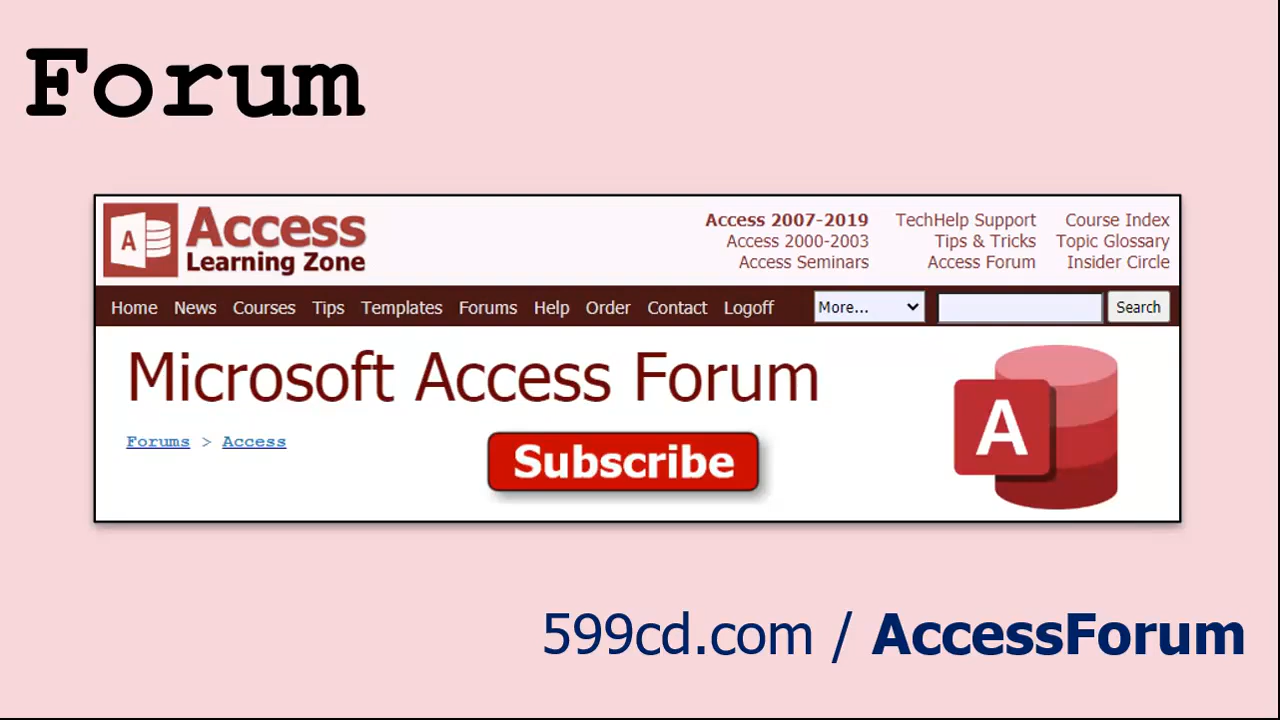 Forum
A Access
Learning Zone
Access 2007-2019 TechHelp Support Course Index
Access 2000-2003 Tips & Tricks Topic Glossary
Access Seminars Access Forum Insider Circle
Home News Courses Tips Templates Forums Help Order Contact Logoff More... Search
Microsoft Access Forum
Forums > Access
Subscribe
A
599cd.com / AccessForum